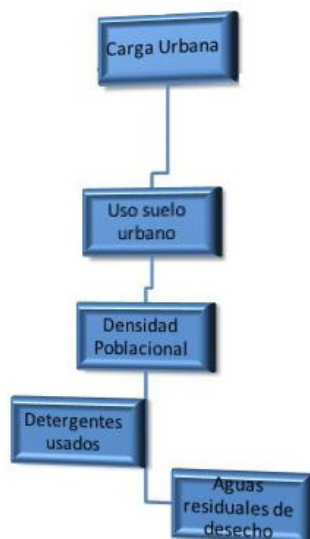 Carga Urbana
Uso suelo
urbano
Densidad
Poblacional
Detergentes
usados
Aguas
residuales de
desecho